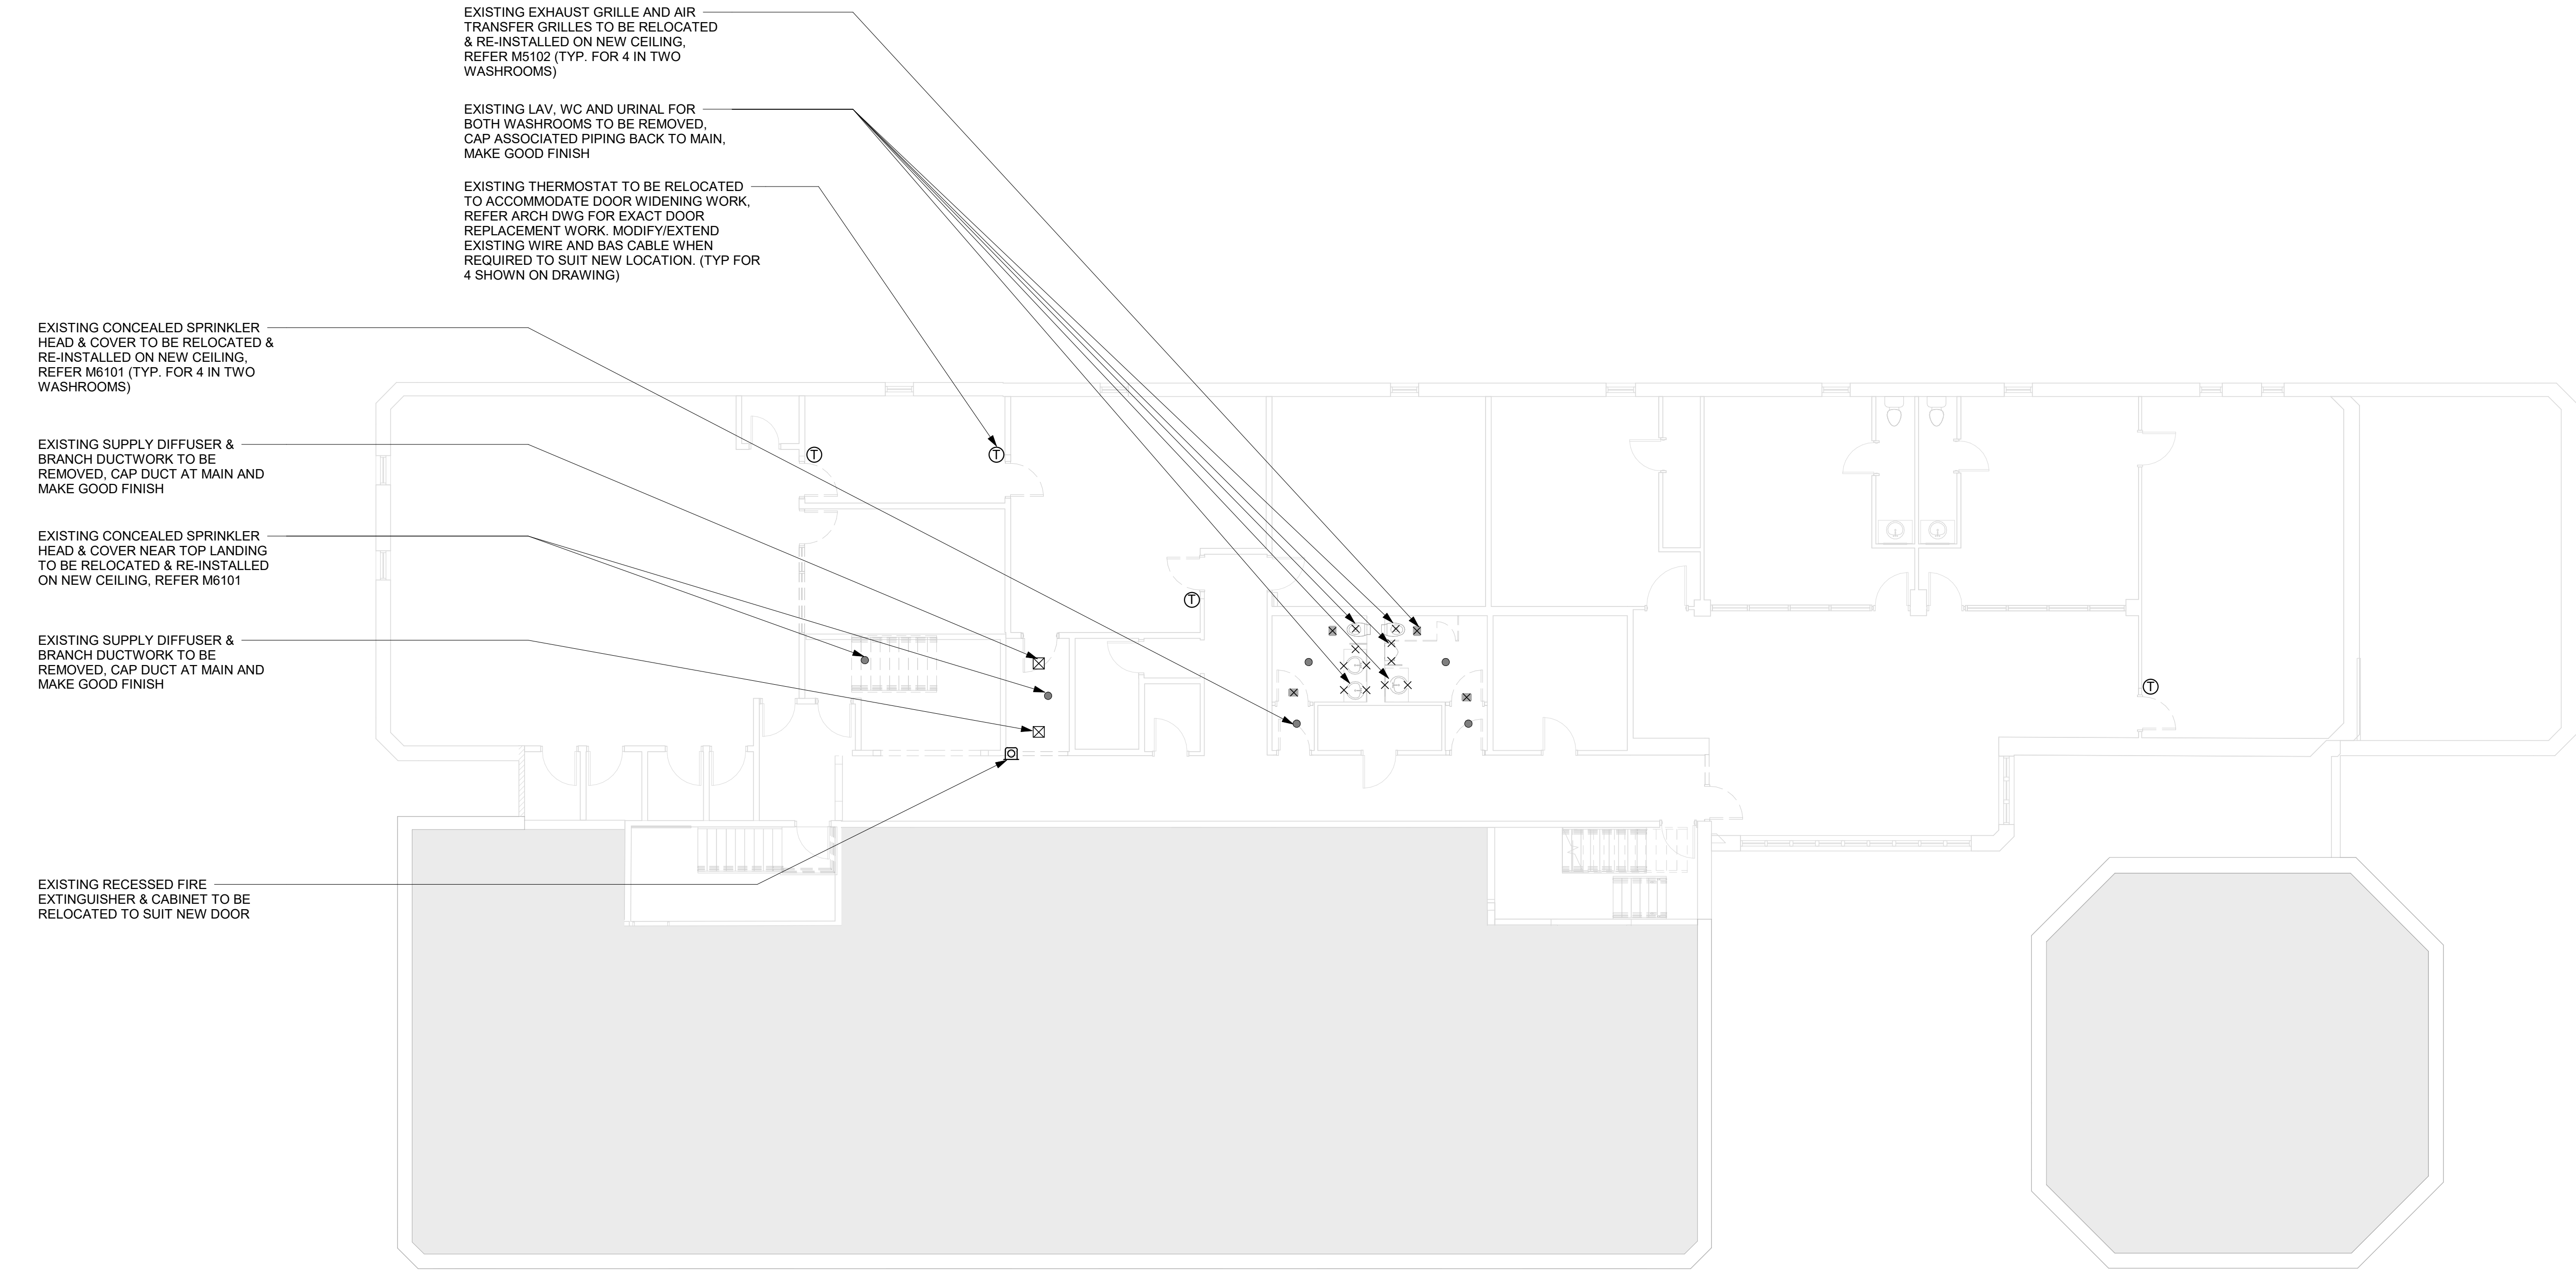 EXISTING EXHAUST GRILLE AND AIR
TRANSFER GRILLES TO BE RELOCATED
& RE-INSTALLED ON NEW CEILING,
REFER M5102 (TYP. FOR 4 IN TWO
WASHROOMS)
EXISTING LAV, WC AND URINAL FOR
BOTH WASHROOMS TO BE REMOVED,
CAP ASSOCIATED PIPING BACK TO MAIN,
MAKE GOOD FINISH
EXISTING THERMOSTAT TO BE RELOCATED
TO ACCOMMODATE DOOR WIDENING WORK,
REFER ARCH DWG FOR EXACT DOOR
REPLACEMENT WORK. MODIFY/EXTEND
EXISTING WIRE AND BAS CABLE WHEN
REQUIRED TO SUIT NEW LOCATION. (TYP FOR
4 SHOWN ON DRAWING)
EXISTING CONCEALED SPRINKLER
HEAD & COVER TO BE RELOCATED &
RE-INSTALLED ON NEW CEILING,
REFER M6101 (TYP. FOR 4 IN TWO
WASHROOMS)
EXISTING SUPPLY DIFFUSER &
BRANCH DUCTWORK TO BE
REMOVED, CAP DUCT AT MAIN AND
MAKE GOOD FINISH
EXISTING CONCEALED SPRINKLER
HEAD & COVER NEAR TOP LANDING
TO BE RELOCATED & RE-INSTALLED
ON NEW CEILING, REFER M6101
EXISTING SUPPLY DIFFUSER &
BRANCH DUCTWORK TO BE
REMOVED, CAP DUCT AT MAIN AND
MAKE GOOD FINISH
EXISTING RECESSED FIRE
EXTINGUISHER & CABINET TO BE
RELOCATED TO SUIT NEW DOOR
T
T
T
T